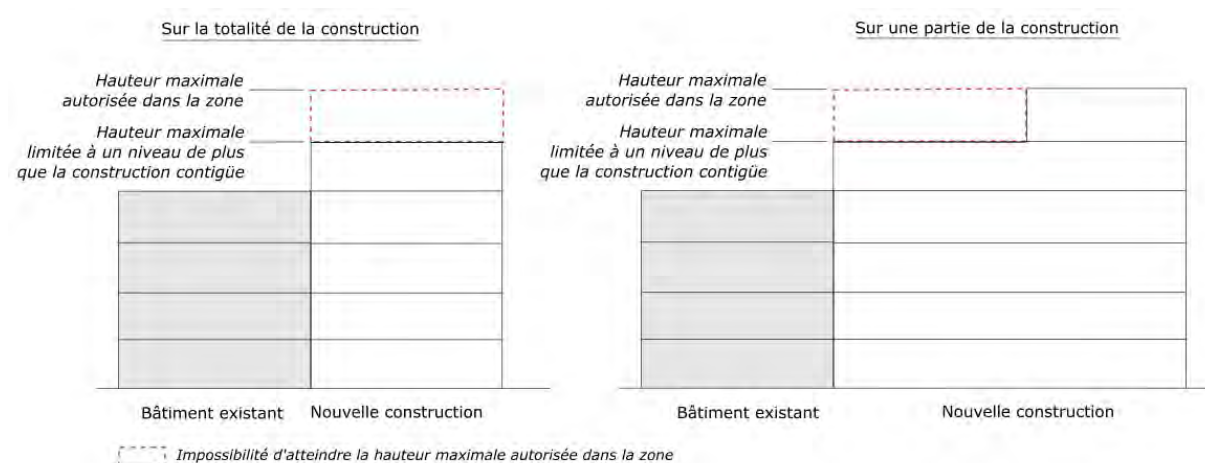 Sur la totalité de la construction
Hauteur maximale
autorisée dans la zone
Hauteur maximale
limitée à un niveau de plus
que la construction contigüe
Bâtiment existant
Nouvelle construction
Sur une partie de la construction
Hauteur maximale
autorisée dans la zone
Hauteur maximale
limitée à un niveau de plus
que la construction contigüe
Bâtiment existant
Nouvelle construction
Impossibilité d'atteindre la hauteur maximale autorisée dans la zone